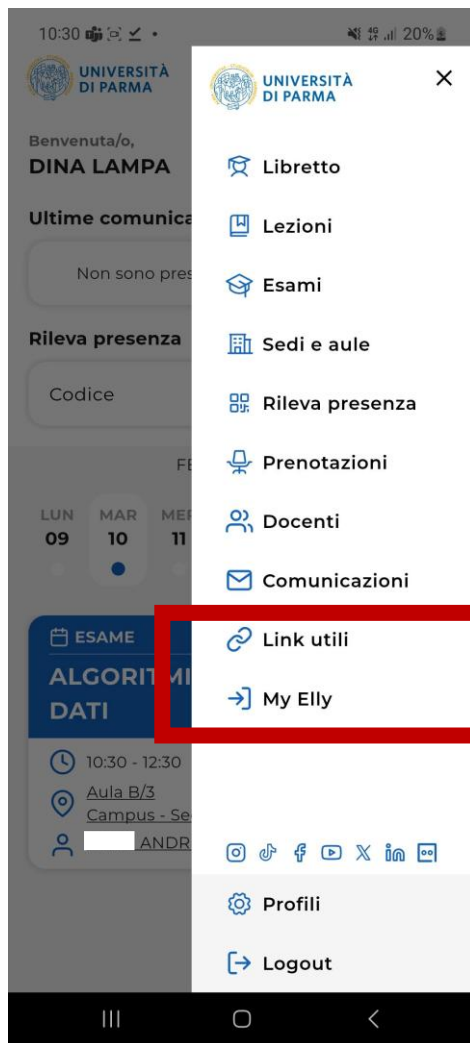 10:30
20%
UNIVERSITÀ
DI PARMA
Benvenuta/o,
DINA LAMPA
Ultime comunica
Non sono pres
Rileva presenza
Codice
FE
LUN MAR MER
09 10 11
ESAME
ALGORITMI
DATI
10:30 - 12:30
Aula B/3
Campus - Se
ANDR
UNIVERSITÀ
DI PARMA
Libretto
Lezioni
Esami
Sedi e aule
Rileva presenza
Prenotazioni
Docenti
Comunicazioni
Link utili
My Elly
Profili
Logout